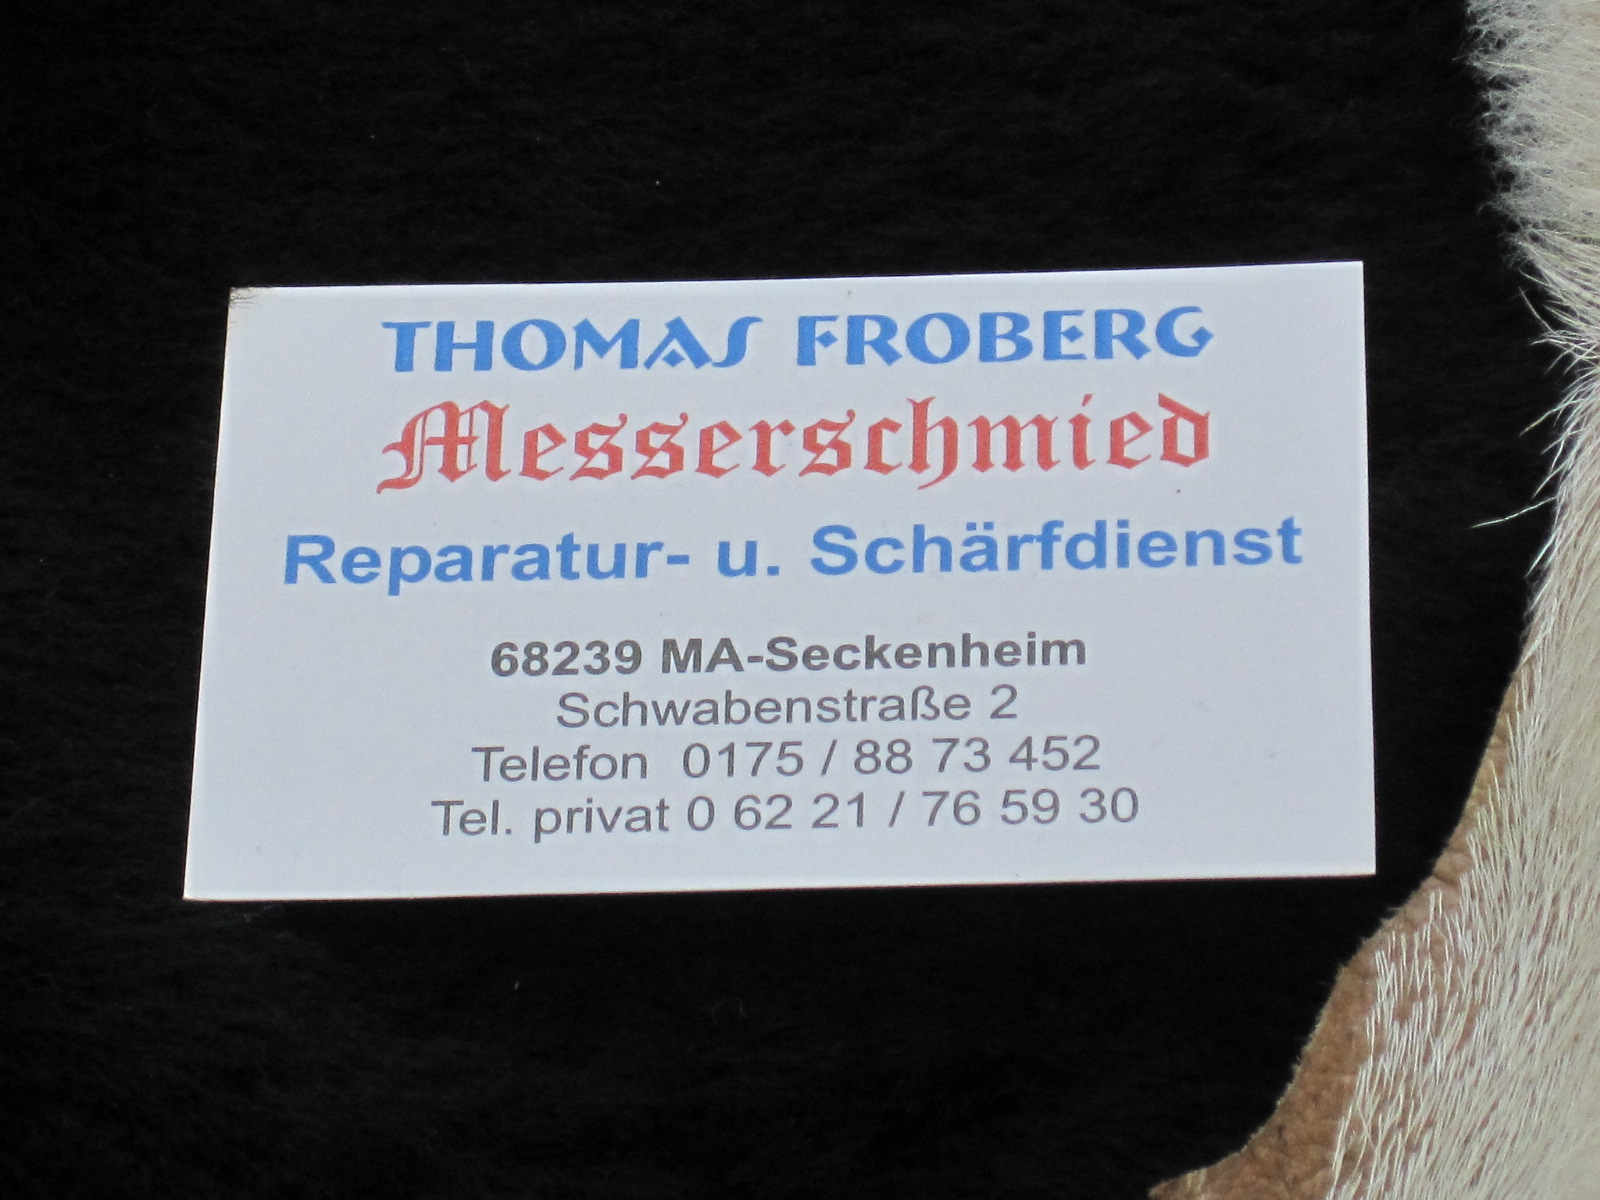 THOMAS FROBERG
Messerschmied
Reparatur- u. Schärfdienst
68239 MA-Seckenheim
Schwabenstraße 2
Telefon 0175 / 88 73 452
Tel. privat 0 62 21 / 76 59 30